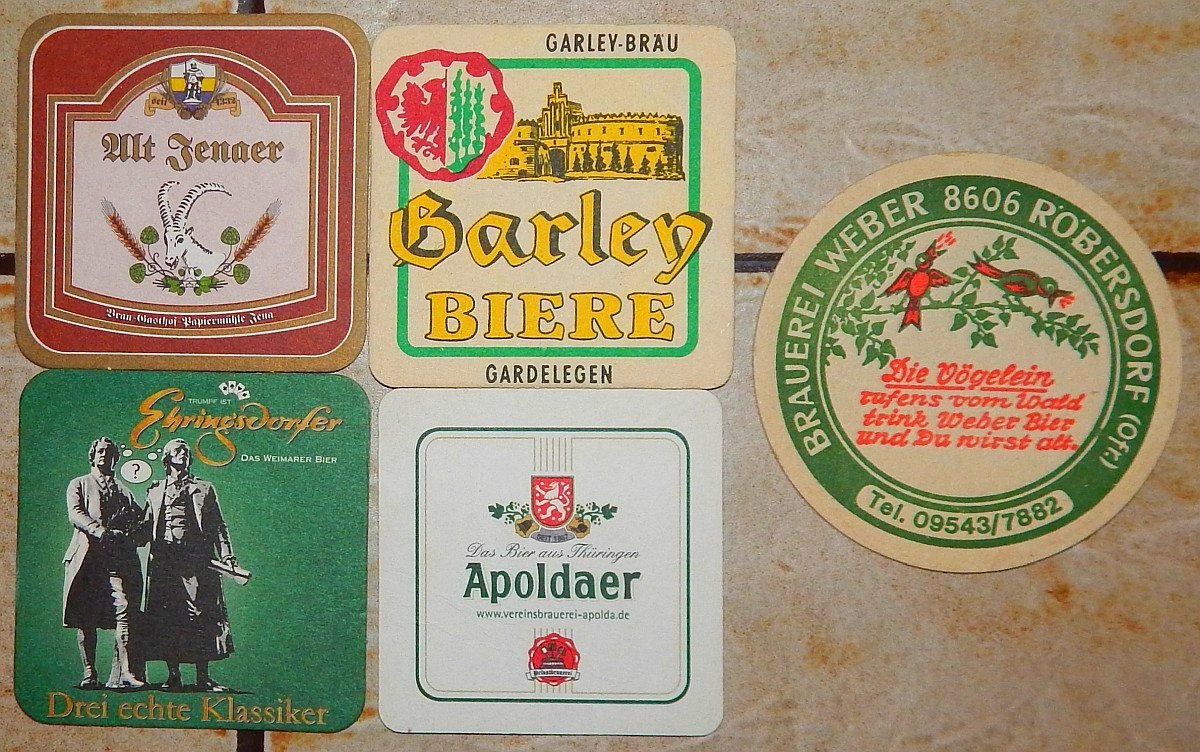 seit 1332
Alt Jenaer
Brau-Gasthof-Papiermühle Jena
GARLEY-BRÄU
Garley
BIERE
GARDELEGEN
TRUMPF IST
Ehringsdorfer
DAS WEIMARER BIER
?
Drei echte Klassiker
SEIT 1887
Das Bier aus Thüringen
Apoldaer
www.vereinsbrauerei-apolda.de
BRAUEREI WEBER 8606 RÖBERSDORF (Ofr.)
Die Vögelein
rufens vom Wald
trink Weber Bier
und Du wirst alt.
Tel. 09543/7882